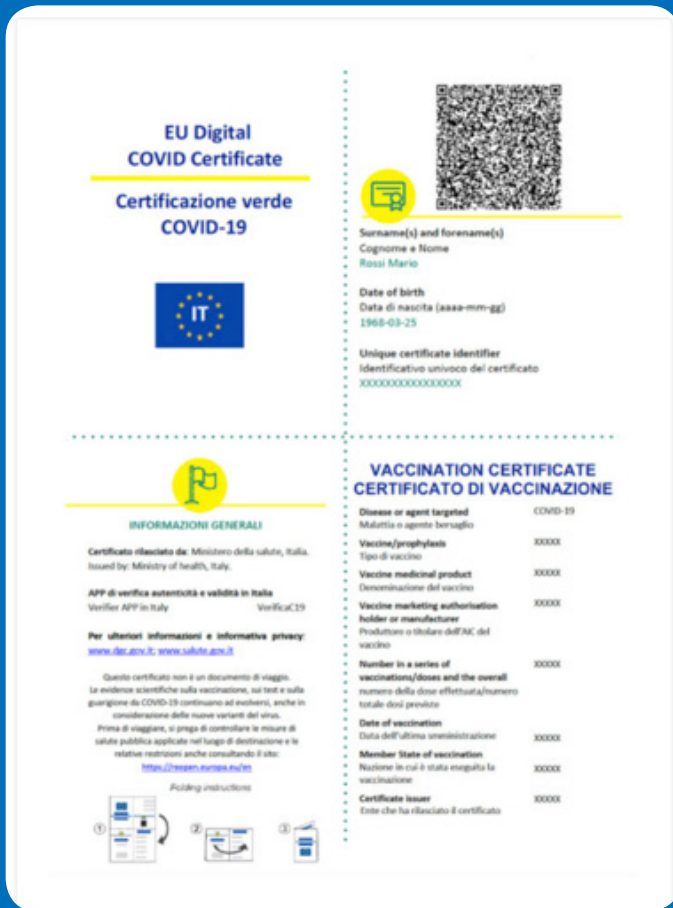 EU Digital
COVID Certificate
Certificazione verde
COVID-19
IT
Surname(s) and forename(s)
Cognome e Nome
Rossi Mario
Date of birth
Data di nascita (aaaa-mm-gg)
1968-03-25
Unique certificate identifier
Identificativo univoco del certificato
XXXXXXXXXXXXXXXX
INFORMAZIONI GENERALI
Certificato rilasciato da: Ministero della salute, Italia.
Issued by: Ministry of health, Italy.
APP di verifica autenticità e validità in Italia
Verifier APP in Italy VerificaC19
Per ulteriori informazioni e informativa privacy:
www.dgc.gov.it; www.salute.gov.it
Questo certificato non è un documento di viaggio.
Le evidenze scientifiche sulla vaccinazione, sui test e sulla
guarigione da COVID-19 continuano ad evolversi, anche in
considerazione delle nuove varianti del virus.
Prima di viaggiare, si prega di controllare le misure di
salute pubblica applicate nel luogo di destinazione e le
relative restrizioni anche consultando il sito:
https://reopen.europa.eu/en
Folding instructions
1
2
3
VACCINATION CERTIFICATE
CERTIFICATO DI VACCINAZIONE
Disease or agent targeted COVID-19
Malattia o agente bersaglio
Vaccine/prophylaxis XXXXX
Tipo di vaccino
Vaccine medicinal product XXXXX
Denominazione del vaccino
Vaccine marketing authorisation XXXXX
holder or manufacturer
Produttore o titolare dell'AIC del
vaccino
Number in a series of XXXXX
vaccinations/doses and the overall
numero della dose effettuata/numero
totale dosi previste
Date of vaccination
Data dell'ultima somministrazione XXXXX
Member State of vaccination
Nazione in cui è stata eseguita la XXXXX
vaccinazione
Certificate issuer XXXXX
Ente che ha rilasciato il certificato